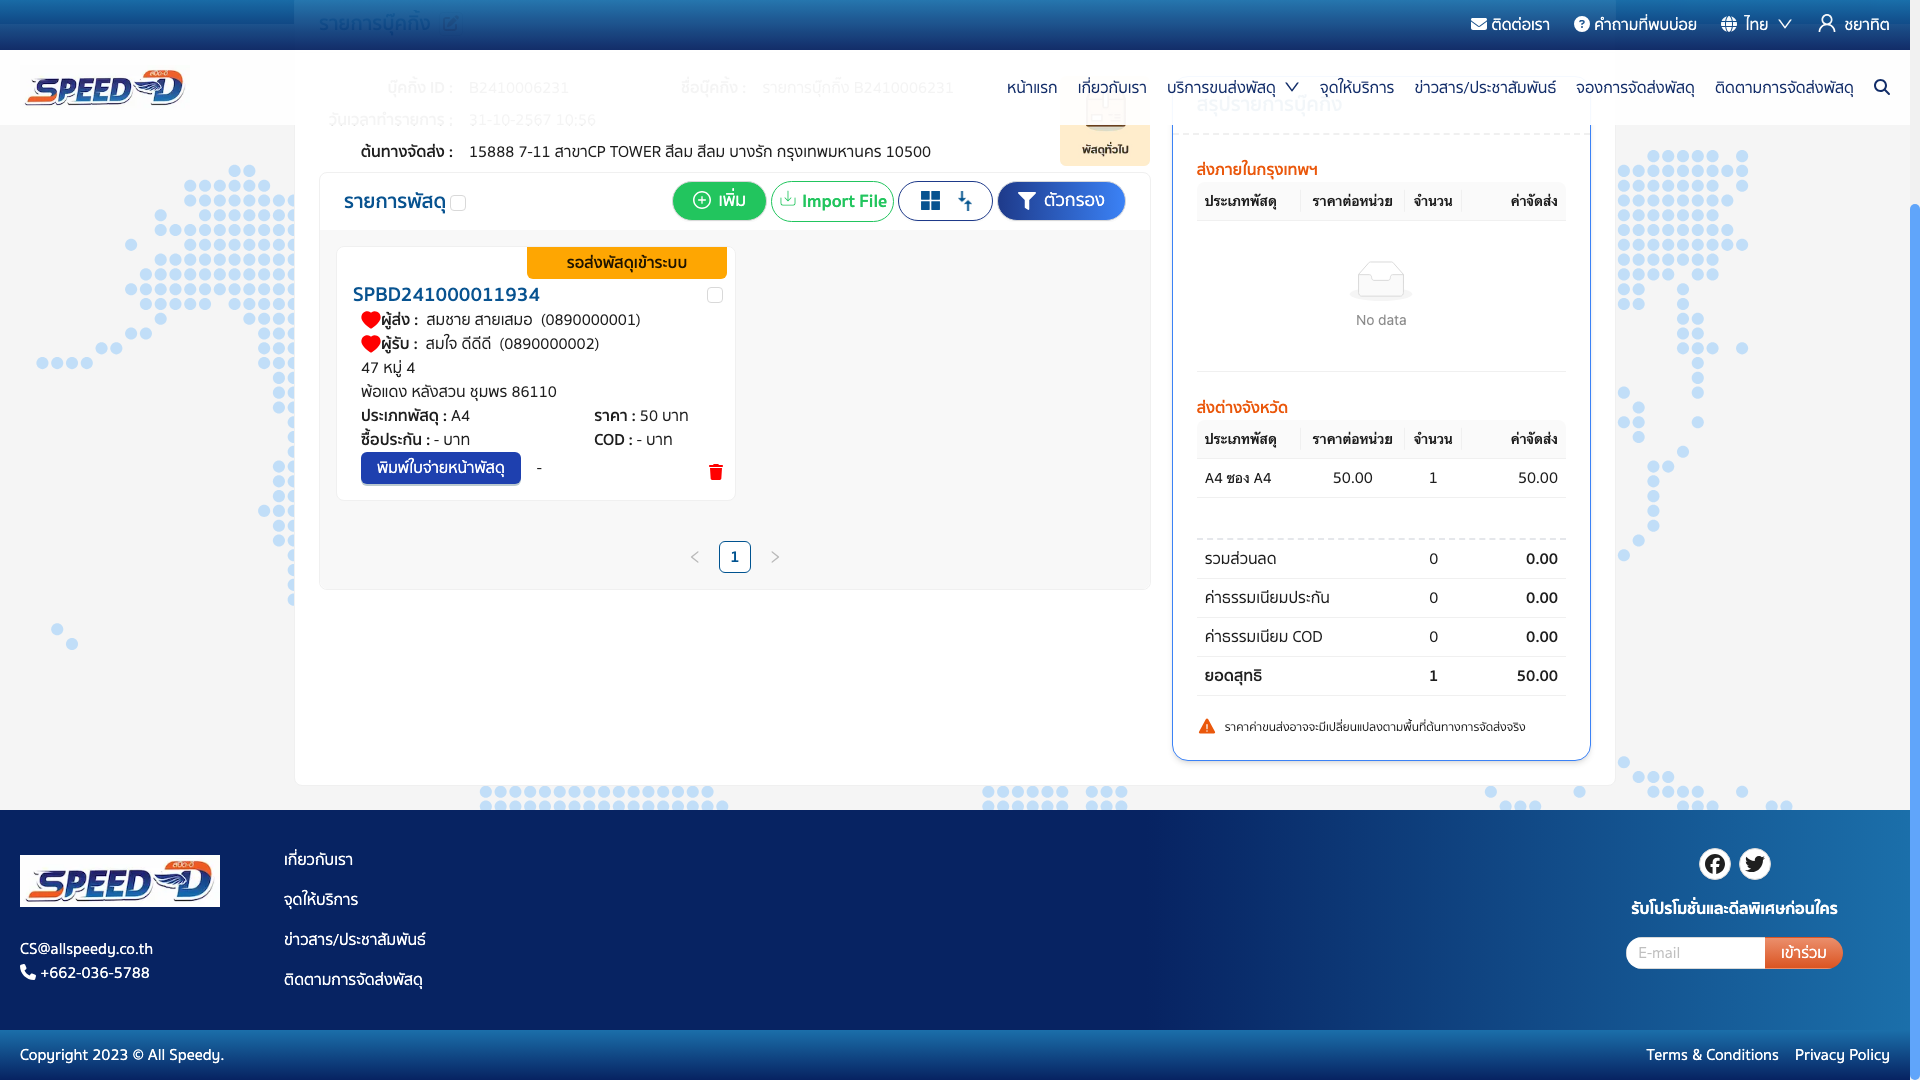 รายการบุ๊คกิ้ง
ติดต่อเรา
คำถามที่พบบ่อย
ไทย
ชยาทิต
สปีด-ดี
SPEED-D
หน้าแรก
เกี่ยวกับเรา
บริการขนส่งพัสดุ
จุดให้บริการ
ข่าวสาร/ประชาสัมพันธ์
จองการจัดส่งพัสดุ
ติดตามการจัดส่งพัสดุ
บุ๊คกิ้ง ID : B2410006231
ชื่อบุ๊คกิ้ง : รายการบุ๊กกิ้ง B2410006231
วันเวลาทำรายการ : 31-10-2567 10:56
ต้นทางจัดส่ง : 15888 7-11 สาขาCP TOWER สีลม สีลม บางรัก กรุงเทพมหานคร 10500
พัสดุทั่วไป
รายการพัสดุ
เพิ่ม
Import File
ตัวกรอง
รอส่งพัสดุเข้าระบบ
SPBD241000011934
ผู้ส่ง : สมชาย สายเสมอ (0890000001)
ผู้รับ : สมใจ ดีดีดี (0890000002)
47 หมู่ 4
พ้อแดง หลังสวน ชุมพร 86110
ประเภทพัสดุ : A4 ราคา : 50 บาท
ซื้อประกัน : - บาท COD : - บาท
พิมพ์ใบจ่ายหน้าพัสดุ -
1
สรุปรายการบุ๊คกิ้ง
ส่งภายในกรุงเทพฯ
ประเภทพัสดุ ราคาต่อหน่วย จำนวน ค่าจัดส่ง
No data
ส่งต่างจังหวัด
ประเภทพัสดุ ราคาต่อหน่วย จำนวน ค่าจัดส่ง
A4 ซอง A4 50.00 1 50.00
รวมส่วนลด 0 0.00
ค่าธรรมเนียมประกัน 0 0.00
ค่าธรรมเนียม COD 0 0.00
ยอดสุทธิ 1 50.00
ราคาค่าขนส่งอาจจะมีเปลี่ยนแปลงตามพื้นที่ต้นทางการจัดส่งจริง
สปีด-ดี
SPEED-D
CS@allspeedy.co.th
+662-036-5788
เกี่ยวกับเรา
จุดให้บริการ
ข่าวสาร/ประชาสัมพันธ์
ติดตามการจัดส่งพัสดุ
รับโปรโมชั่นและดีลพิเศษก่อนใคร
E-mail
เข้าร่วม
Copyright 2023 © All Speedy.
Terms & Conditions
Privacy Policy